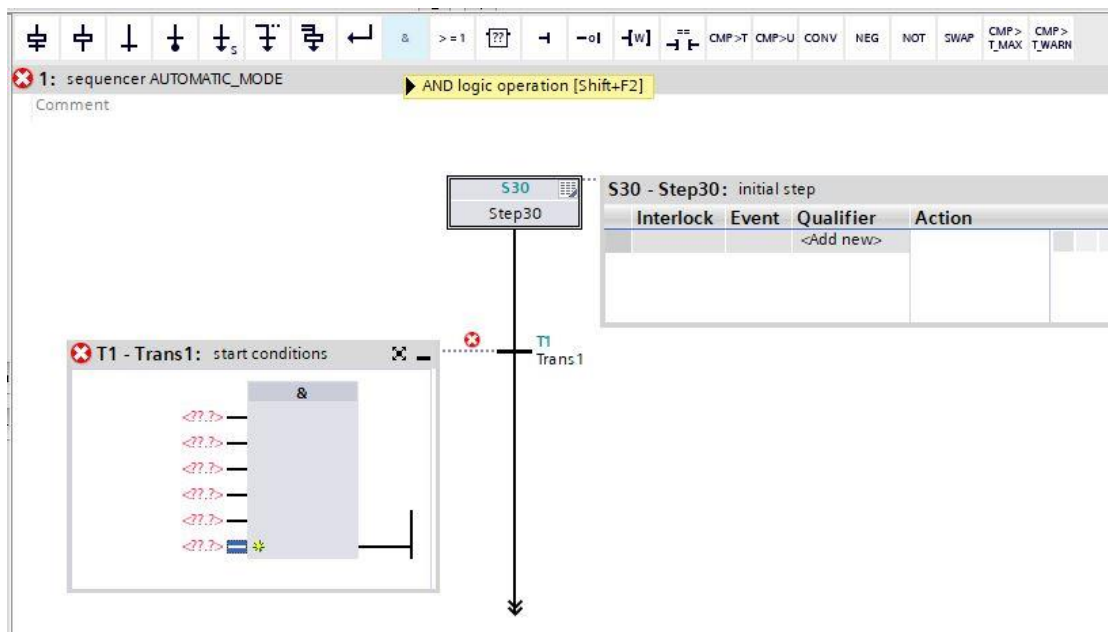 S & >=1 ?? W == CMP>T CMP>U CONV NEG NOT SWAP CMP> T_MAX CMP> T_WARN
1: sequencer AUTOMATIC_MODE
AND logic operation [Shift+F2]
Comment
S30
Step30
S30 - Step30: initial step
Interlock Event Qualifier Action
<Add new>
T1
Trans1
T1 - Trans1: start conditions
&
<??.?>
<??.?>
<??.?>
<??.?>
<??.?>
<??.?>